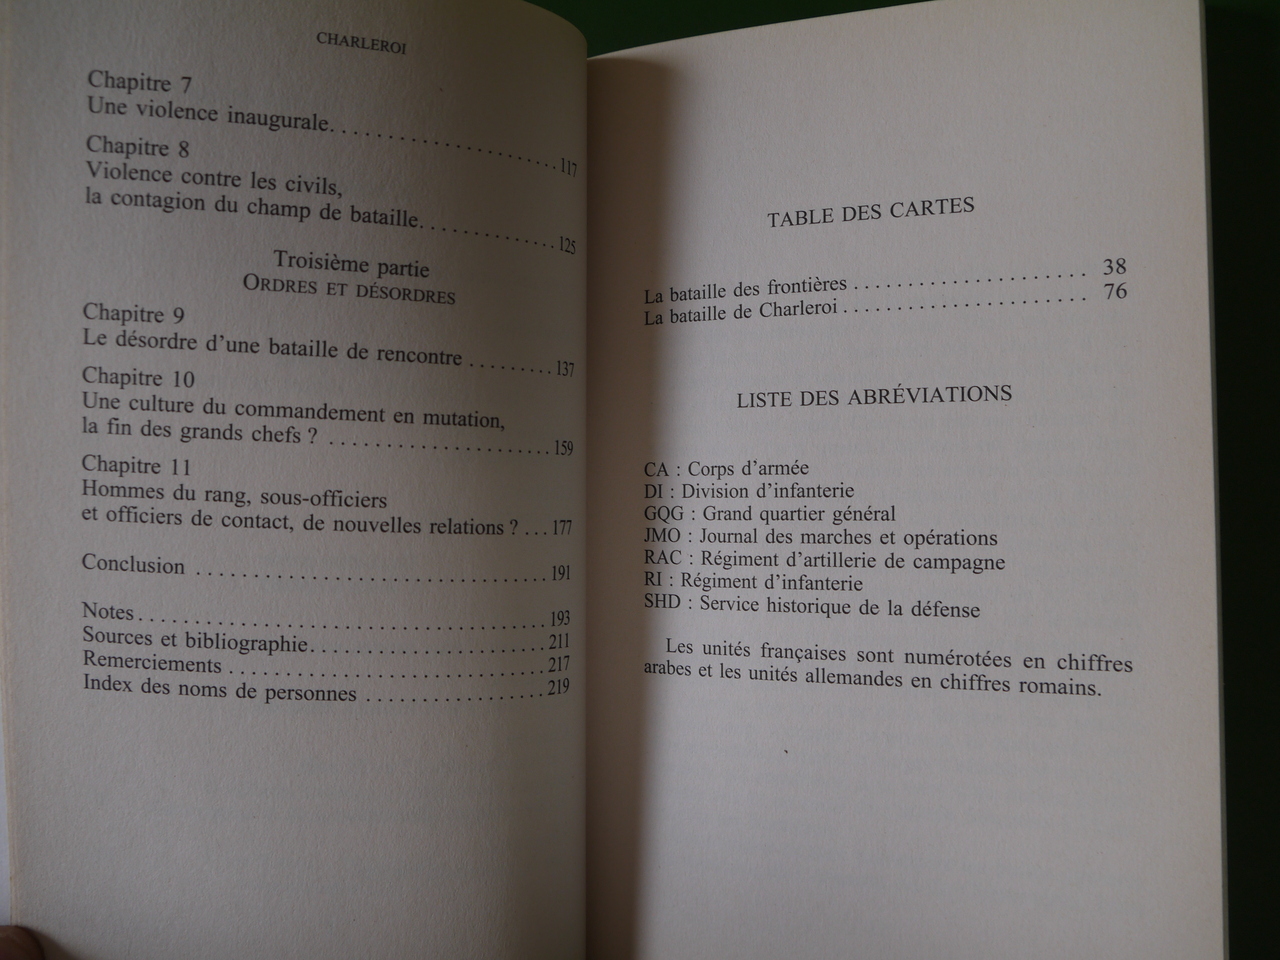 CHARLEROI
Chapitre 7
Une violence inaugurale. . . . . . . . . . . . . . . . . . . . . . 117
Chapitre 8
Violence contre les civils,
la contagion du champ de bataille. . . . . . . . . . . . . . 125
Troisième partie
ORDRES ET DÉSORDRES
Chapitre 9
Le désordre d'une bataille de rencontre . . . . . . . . . 137
Chapitre 10
Une culture du commandement en mutation,
la fin des grands chefs ? . . . . . . . . . . . . . . . . . . . . . 159
Chapitre 11
Hommes du rang, sous-officiers
et officiers de contact, de nouvelles relations ? . . . 177
Conclusion . . . . . . . . . . . . . . . . . . . . . . . . . . . . . . . . 191
Notes . . . . . . . . . . . . . . . . . . . . . . . . . . . . . . . . . . . . . 193
Sources et bibliographie. . . . . . . . . . . . . . . . . . . . . . 211
Remerciements . . . . . . . . . . . . . . . . . . . . . . . . . . . . . 217
Index des noms de personnes . . . . . . . . . . . . . . . . . 219
TABLE DES CARTES
La bataille des frontières . . . . . . . . . . . . . . . . . . . . . 38
La bataille de Charleroi . . . . . . . . . . . . . . . . . . . . . . 76
LISTE DES ABRÉVIATIONS
CA : Corps d'armée
DI : Division d'infanterie
GQG : Grand quartier général
JMO : Journal des marches et opérations
RAC : Régiment d'artillerie de campagne
RI : Régiment d'infanterie
SHD : Service historique de la défense
Les unités françaises sont numérotées en chiffres
arabes et les unités allemandes en chiffres romains.